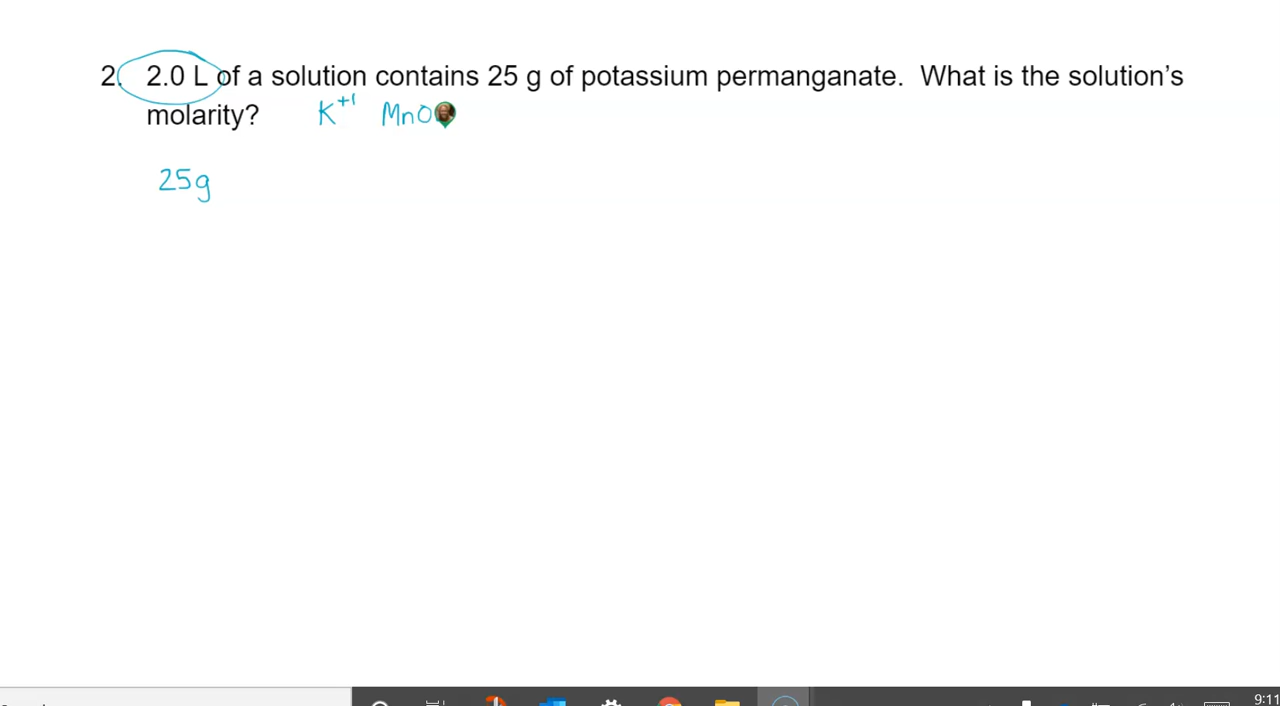 2. 2.0 L of a solution contains 25 g of potassium permanganate. What is the solution's
molarity? K+1 MnO
25g
9:11